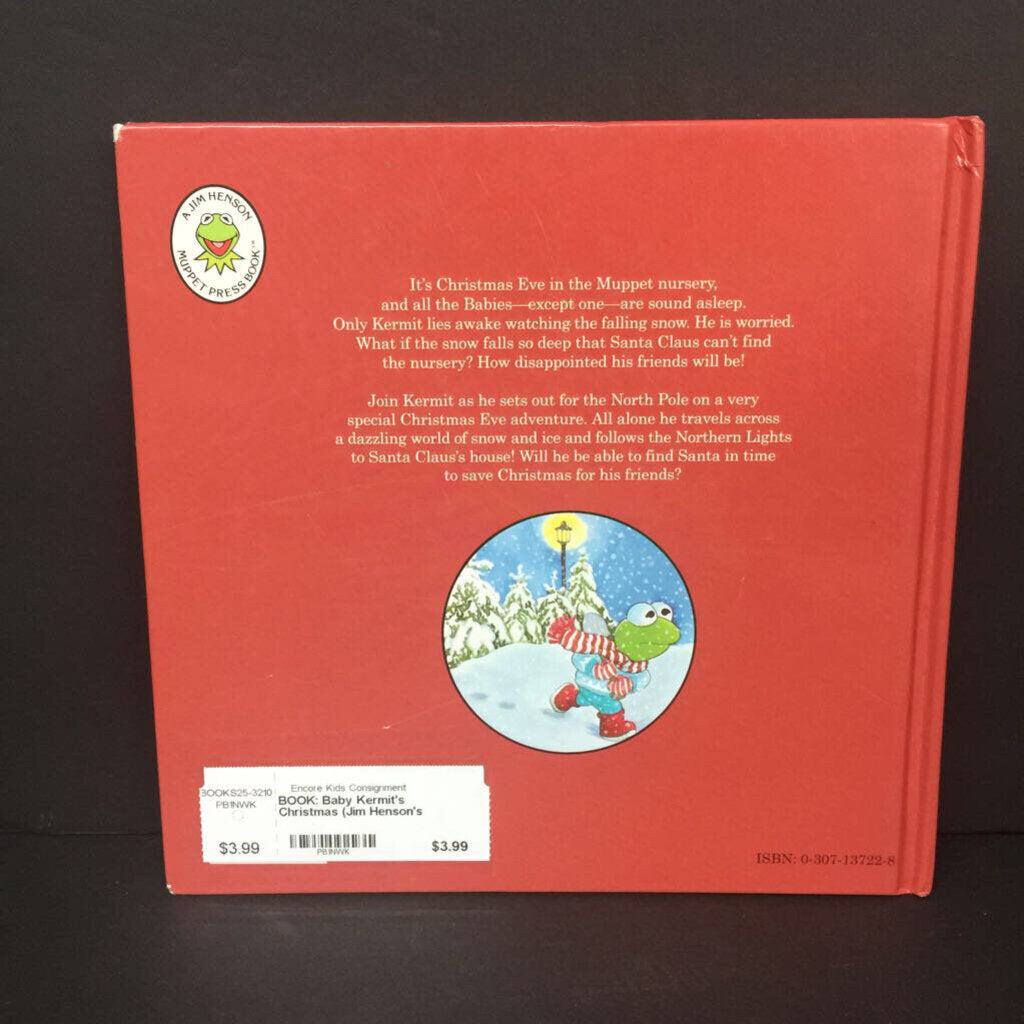 A JIM HENSON
MUPPET PRESS BOOK™
It's Christmas Eve in the Muppet nursery,
and all the Babies—except one—are sound asleep.
Only Kermit lies awake watching the falling snow. He is worried.
What if the snow falls so deep that Santa Claus can't find
the nursery? How disappointed his friends will be!
Join Kermit as he sets out for the North Pole on a very
special Christmas Eve adventure. All alone he travels across
a dazzling world of snow and ice and follows the Northern Lights
to Santa Claus's house! Will he be able to find Santa in time
to save Christmas for his friends?
BOOKS25-3210
PB1NWK
$3.99
Encore Kids Consignment
BOOK: Baby Kermit's
Christmas (Jim Henson's
PB1NWK
$3.99
ISBN: 0-307-13722-8